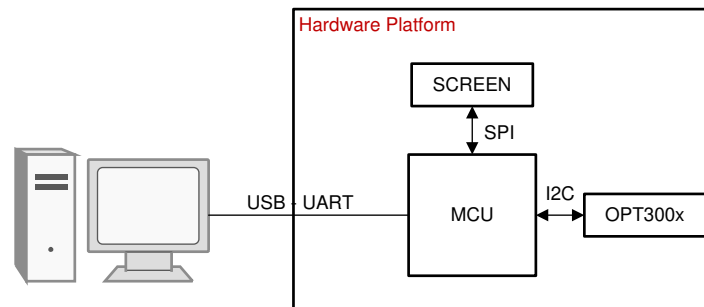 Hardware Platform
SCREEN
SPI
USB - UART
MCU
I2C
OPT300x